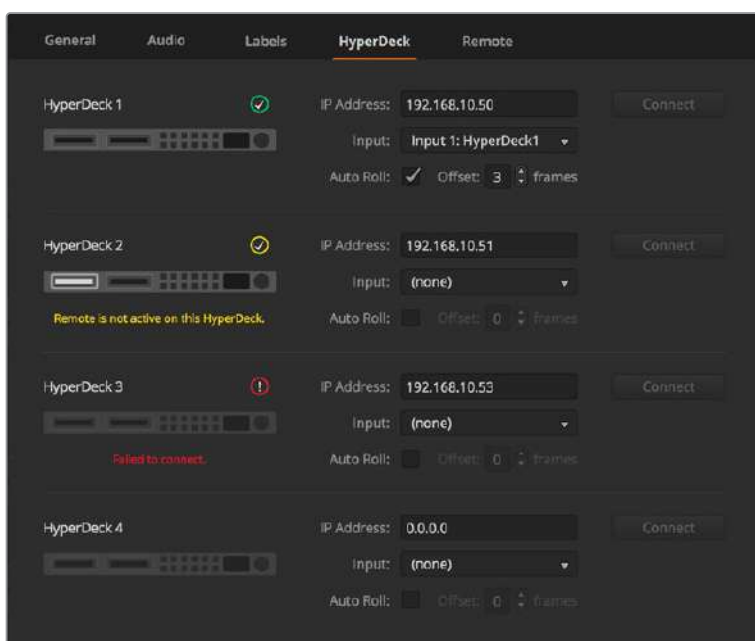 General Audio Labels HyperDeck Remote
HyperDeck 1 IP Address: 192.168.10.50 Connect
Input: Input 1: HyperDeck1
Auto Roll: Offset: 3 frames
HyperDeck 2 IP Address: 192.168.10.51 Connect
Input: (none)
Remote is not active on this HyperDeck. Auto Roll: Offset: 0 frames
HyperDeck 3 IP Address: 192.168.10.53 Connect
Input: (none)
Failed to connect. Auto Roll: Offset: 0 frames
HyperDeck 4 IP Address: 0.0.0.0 Connect
Input: (none)
Auto Roll: Offset: 0 frames